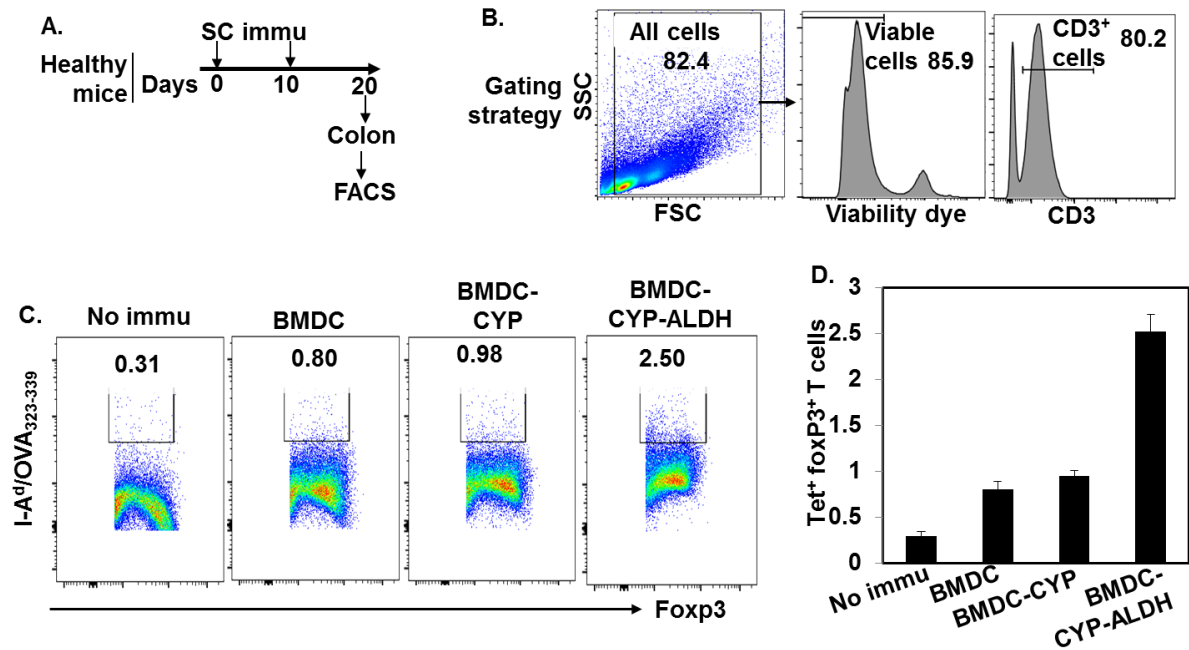 A.
SC immu
Healthy
mice
Days 0 10 20
Colon
FACS
B.
Gating
strategy
SSC
All cells
82.4
FSC
Viable
cells 85.9
Viability dye
CD3⁺
cells
80.2
CD3
C.
No immu
BMDC
BMDC-
CYP
BMDC-
CYP-ALDH
0.31
0.80
0.98
2.50
I-Aᵈ/OVA₃₂₃₋₃₃₉
Foxp3
D.
Tet⁺ foxP3⁺ T cells
3
2.5
2
1.5
1
0.5
0
No immu
BMDC
BMDC-CYP
BMDC-
CYP-ALDH